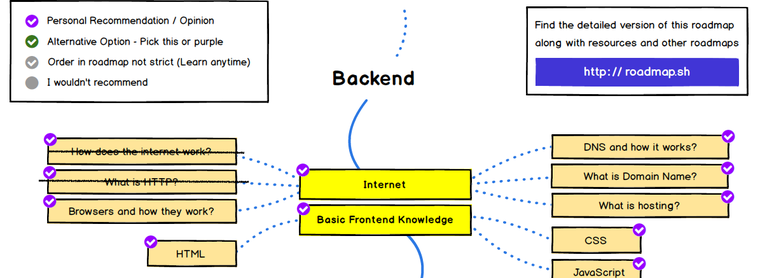 Personal Recommendation / Opinion
Alternative Option - Pick this or purple
Order in roadmap not strict (Learn anytime)
I wouldn't recommend
Find the detailed version of this roadmap
along with resources and other roadmaps
http:// roadmap.sh
Backend
How does the internet work?
What is HTTP?
Browsers and how they work?
HTML
Internet
Basic Frontend Knowledge
DNS and how it works?
What is Domain Name?
What is hosting?
CSS
JavaScript